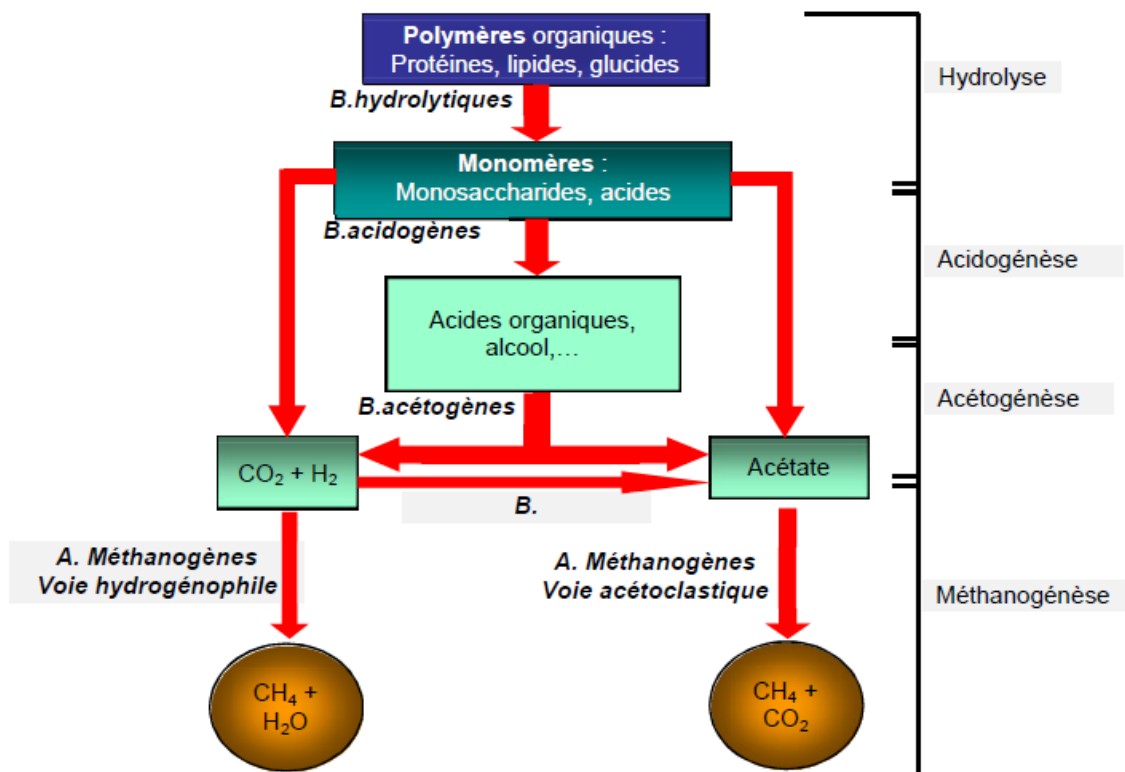 Polymères organiques :
Protéines, lipides, glucides
Hydrolyse
B.hydrolytiques
Monomères :
Monosaccharides, acides
B.acidogènes
Acidogénèse
Acides organiques,
alcool,...
B.acétogènes
Acétogénèse
CO₂ + H₂
Acétate
B.
A. Méthanogènes
Voie hydrogénophile
A. Méthanogènes
Voie acétoclastique
Méthanogénèse
CH₄ +
H₂O
CH₄ +
CO₂